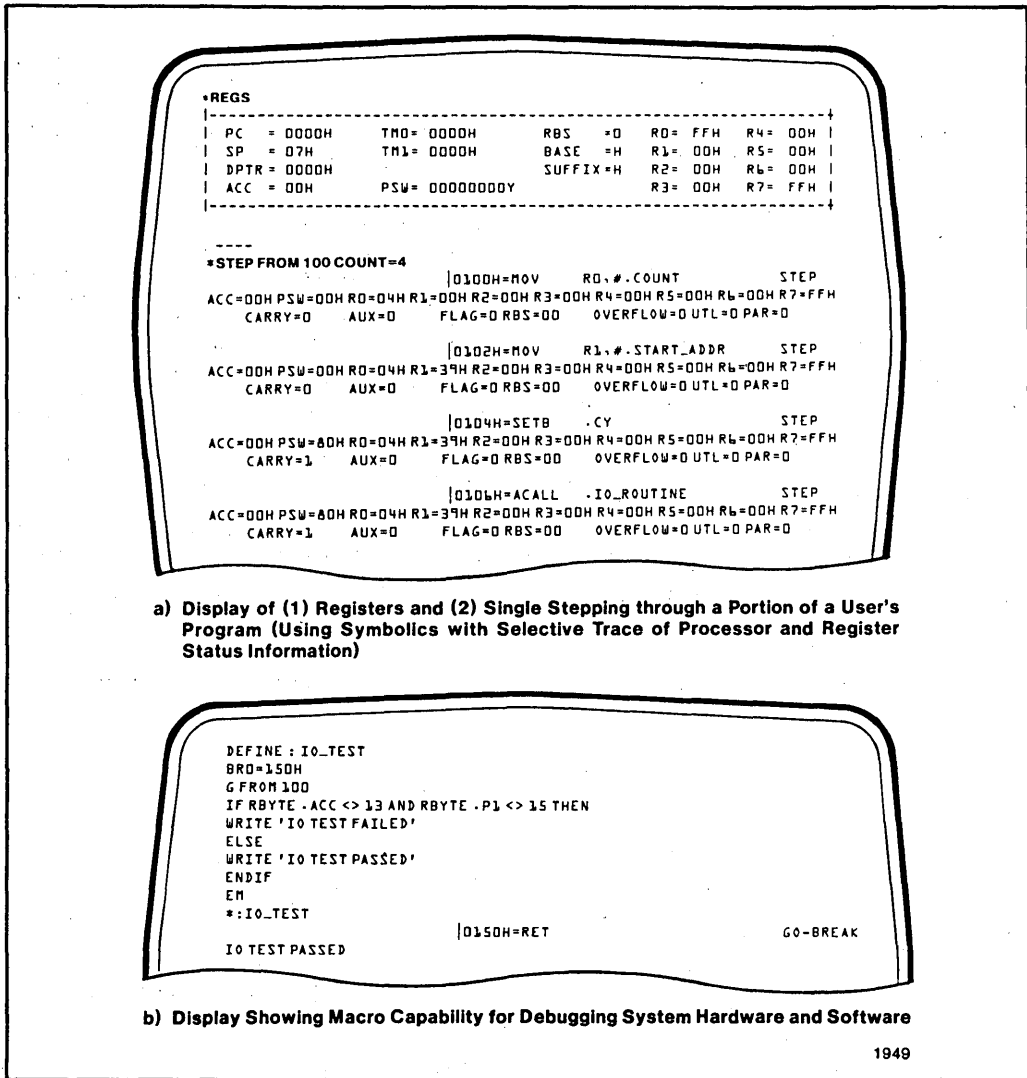 *REGS
|---------------------------------------------------------------+
| PC = 0000H TM0= 0000H RBS =0 R0= FFH R4= 00H |
| SP = 07H TM1= 0000H BASE =H R1= 00H R5= 00H |
| DPTR = 0000H SUFFIX=H R2= 00H R6= 00H |
| ACC = 00H PSW= 00000000Y R3= 00H R7= FFH |
|---------------------------------------------------------------+
----
*STEP FROM 100 COUNT=4
|0100H=MOV R0,#.COUNT STEP
ACC=00H PSW=00H R0=04H R1=00H R2=00H R3=00H R4=00H R5=00H R6=00H R7=FFH
CARRY=0 AUX=0 FLAG=0 RBS=00 OVERFLOW=0 UTL=0 PAR=0
|0102H=MOV R1,#.START_ADDR STEP
ACC=00H PSW=00H R0=04H R1=39H R2=00H R3=00H R4=00H R5=00H R6=00H R7=FFH
CARRY=0 AUX=0 FLAG=0 RBS=00 OVERFLOW=0 UTL=0 PAR=0
|0104H=SETB .CY STEP
ACC=00H PSW=80H R0=04H R1=39H R2=00H R3=00H R4=00H R5=00H R6=00H R7=FFH
CARRY=1 AUX=0 FLAG=0 RBS=00 OVERFLOW=0 UTL=0 PAR=0
|0106H=ACALL .IO_ROUTINE STEP
ACC=00H PSW=80H R0=04H R1=39H R2=00H R3=00H R4=00H R5=00H R6=00H R7=FFH
CARRY=1 AUX=0 FLAG=0 RBS=00 OVERFLOW=0 UTL=0 PAR=0
a) Display of (1) Registers and (2) Single Stepping through a Portion of a User's
Program (Using Symbolics with Selective Trace of Processor and Register
Status Information)
DEFINE : IO_TEST
BR0=150H
G FROM 100
IF RBYTE .ACC <> 13 AND RBYTE .P1 <> 15 THEN
WRITE 'IO TEST FAILED'
ELSE
WRITE 'IO TEST PASSED'
ENDIF
EM
*:IO_TEST
|0150H=RET GO-BREAK
IO TEST PASSED
b) Display Showing Macro Capability for Debugging System Hardware and Software
1949